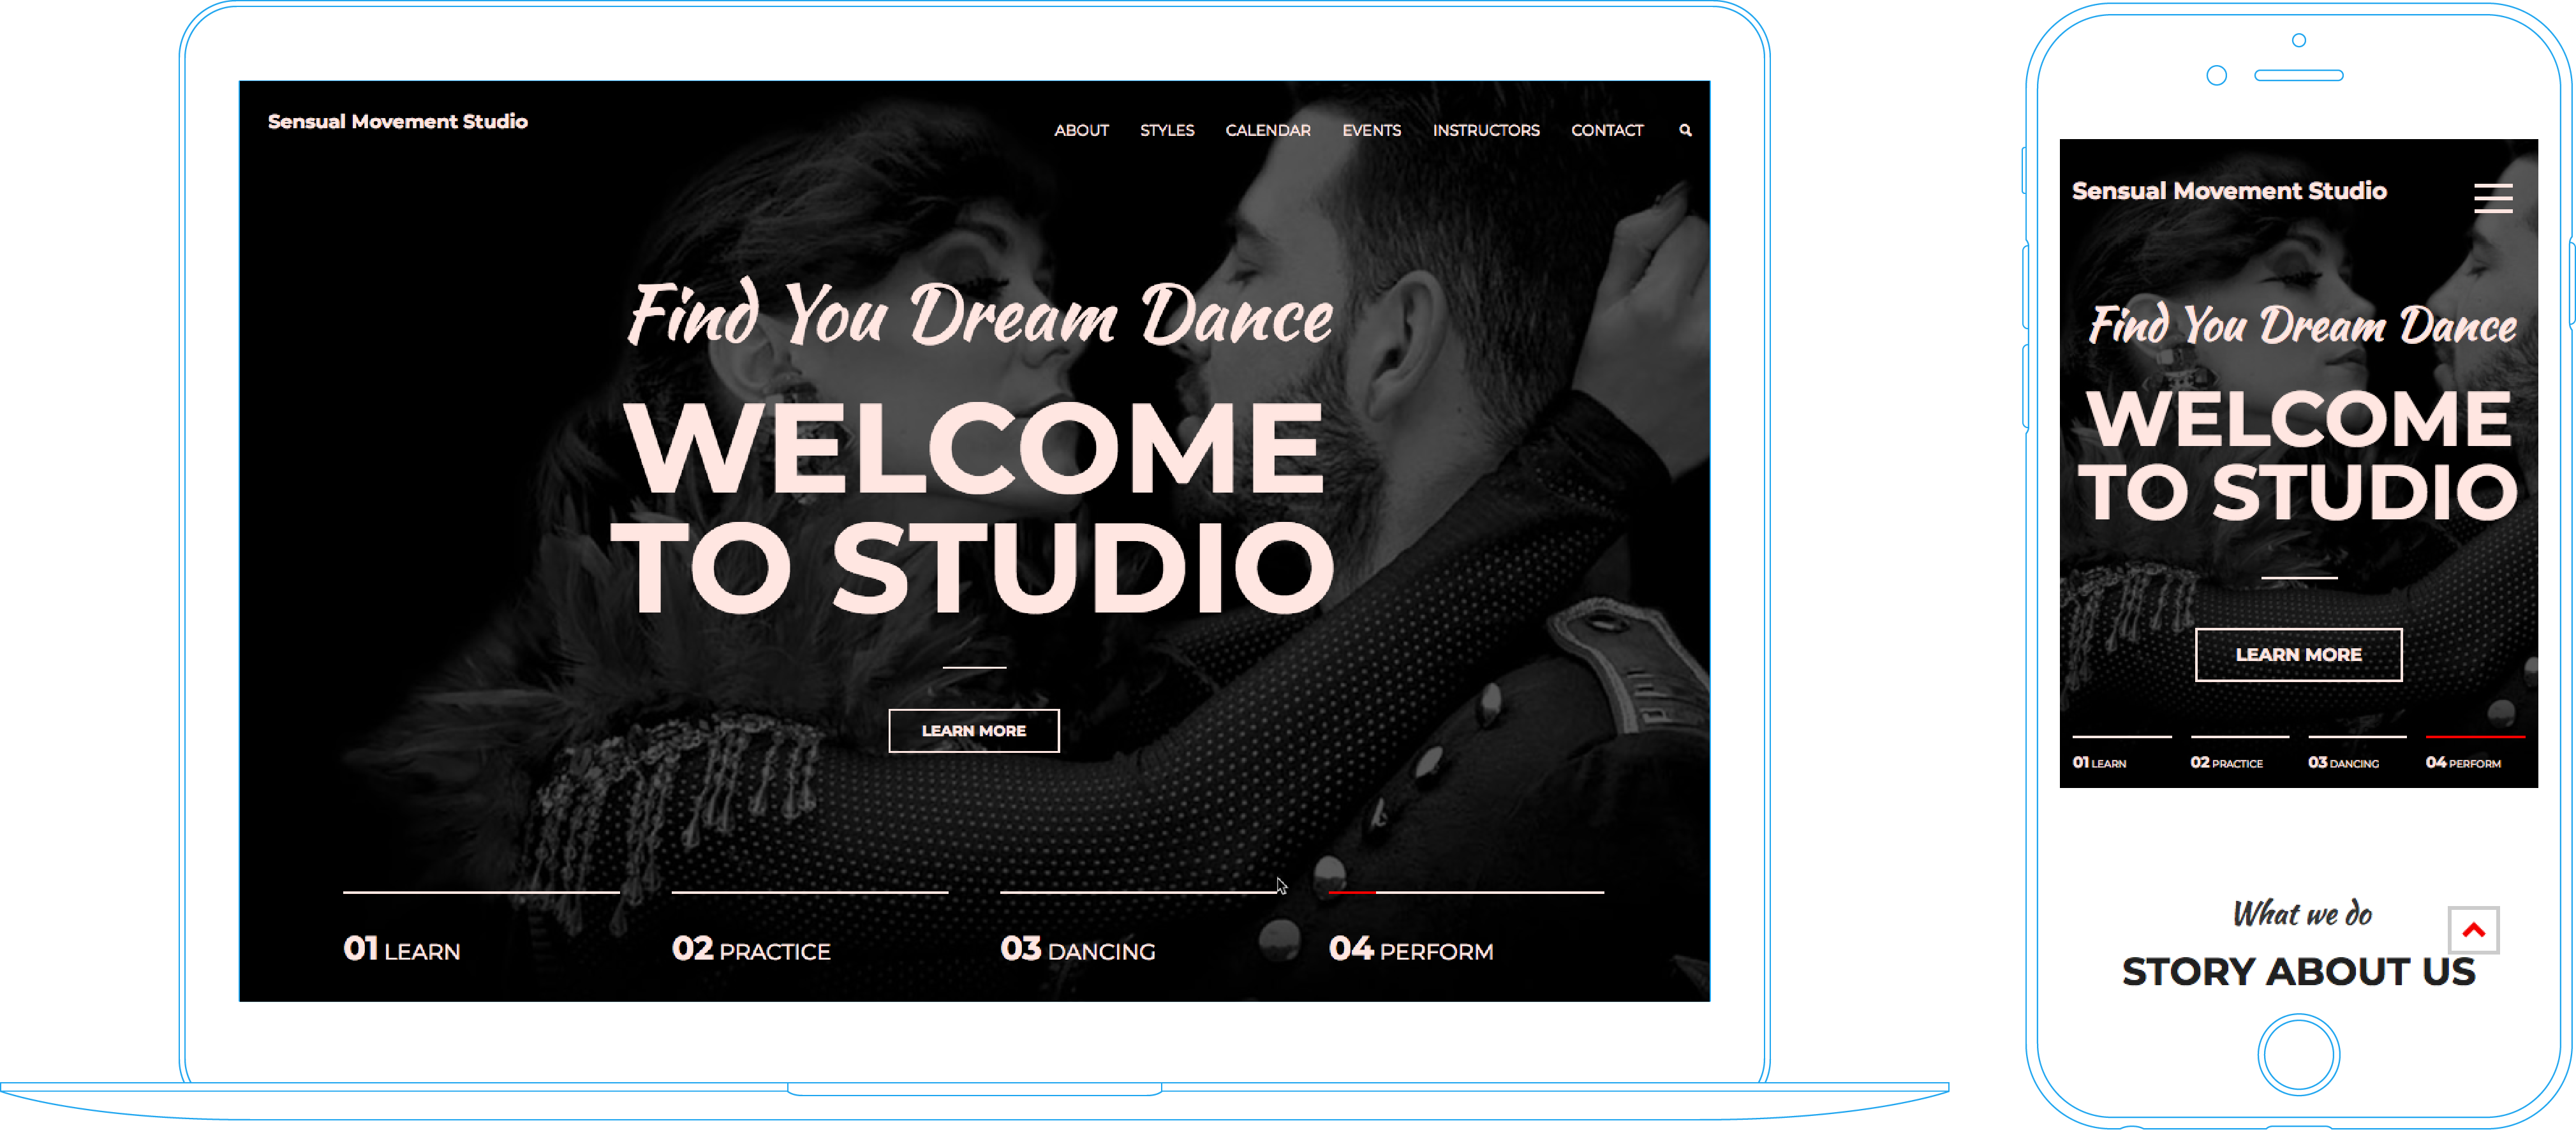 Sensual Movement Studio
ABOUT STYLES CALENDAR EVENTS INSTRUCTORS CONTACT
Find You Dream Dance
WELCOME
TO STUDIO
LEARN MORE
01 LEARN 02 PRACTICE 03 DANCING 04 PERFORM
Sensual Movement Studio
Find You Dream Dance
WELCOME
TO STUDIO
LEARN MORE
01 LEARN 02 PRACTICE 03 DANCING 04 PERFORM
What we do
STORY ABOUT US